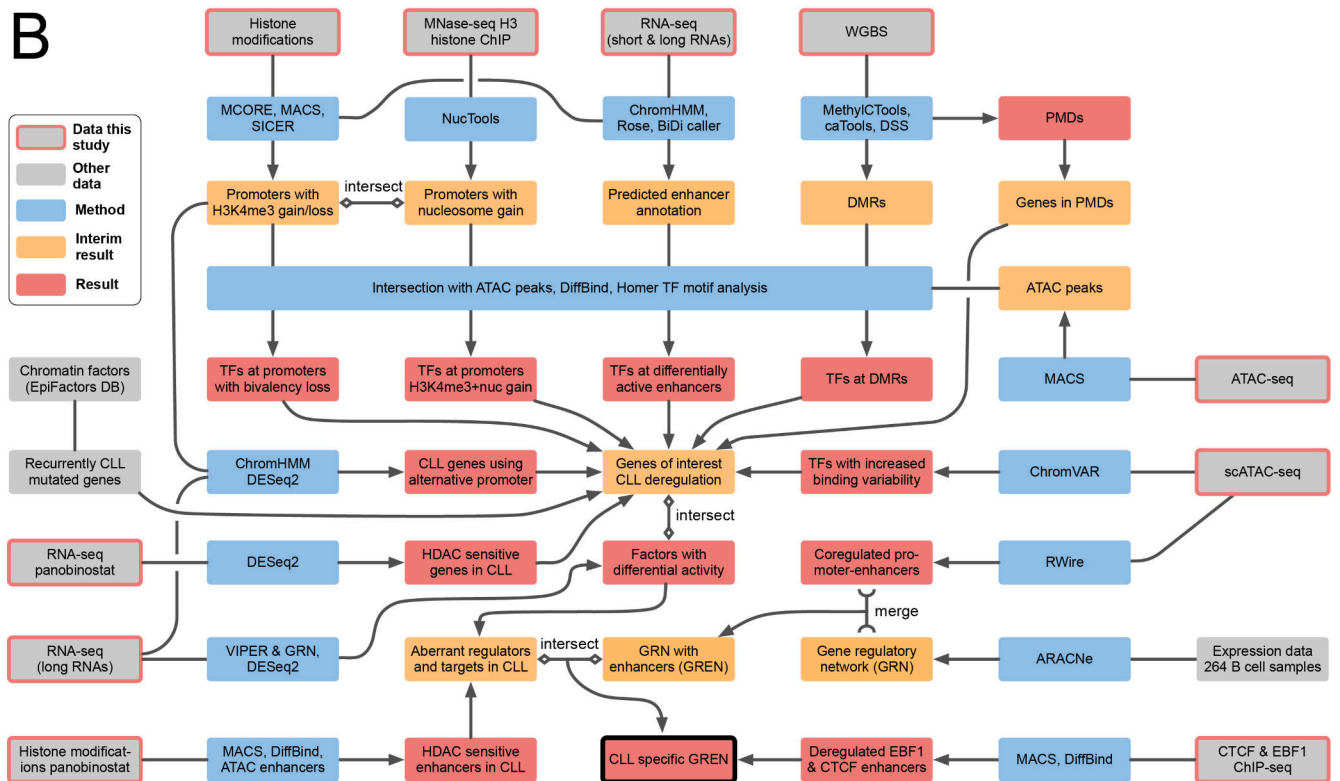 B
Histone
modifications
MNase-seq H3
histone ChIP
RNA-seq
(short & long RNAs)
WGBS
Data this
study
Other
data
Method
Interim
result
Result
MCORE, MACS,
SICER
NucTools
ChromHMM,
Rose, BiDi caller
MethylCTools,
caTools, DSS
PMDs
Promoters with
H3K4me3 gain/loss
intersect
Promoters with
nucleosome gain
Predicted enhancer
annotation
DMRs
Genes in PMDs
Intersection with ATAC peaks, DiffBind, Homer TF motif analysis
ATAC peaks
Chromatin factors
(EpiFactors DB)
TFs at promoters
with bivalency loss
TFs at promoters
H3K4me3+nuc gain
TFs at differentially
active enhancers
TFs at DMRs
MACS
ATAC-seq
Recurrently CLL
mutated genes
ChromHMM
DESeq2
CLL genes using
alternative promoter
Genes of interest
CLL deregulation
TFs with increased
binding variability
ChromVAR
scATAC-seq
intersect
RNA-seq
panobinostat
DESeq2
HDAC sensitive
genes in CLL
Factors with
differential activity
Coregulated pro-
moter-enhancers
RWire
merge
RNA-seq
(long RNAs)
VIPER & GRN,
DESeq2
Aberrant regulators
and targets in CLL
intersect
GRN with
enhancers (GREN)
Gene regulatory
network (GRN)
ARACNe
Expression data
264 B cell samples
Histone modificat-
ions panobinostat
MACS, DiffBind,
ATAC enhancers
HDAC sensitive
enhancers in CLL
CLL specific GREN
Deregulated EBF1
& CTCF enhancers
MACS, DiffBind
CTCF & EBF1
ChIP-seq